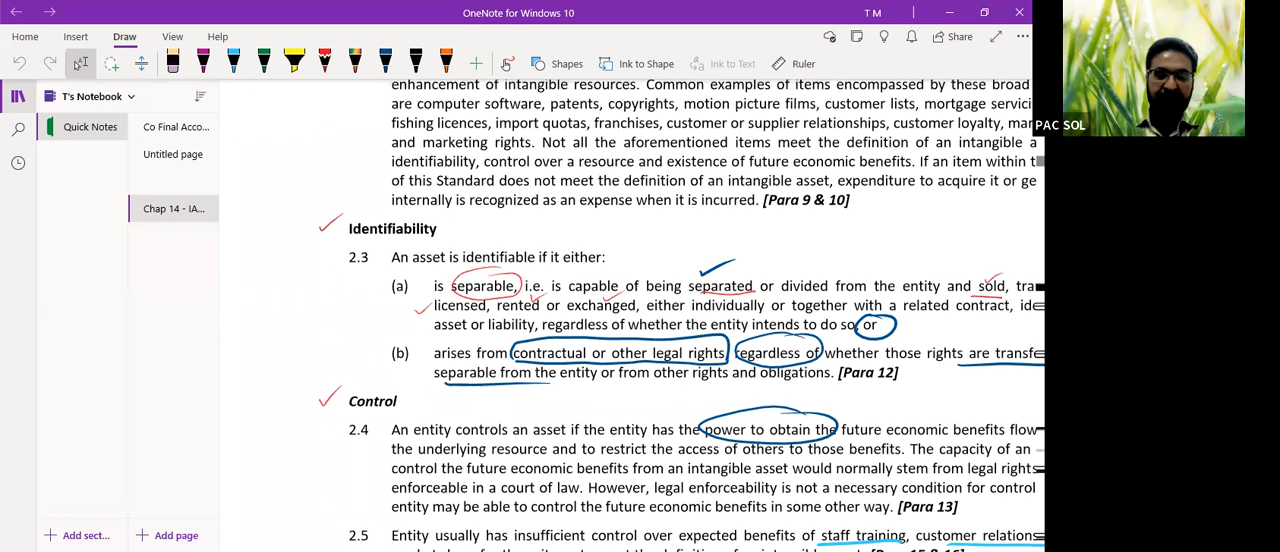 OneNote for Windows 10
T M
Home Insert Draw View Help
Share
Shapes Ink to Shape Ink to Text Ruler
T's Notebook
Quick Notes
Co Final Acco...
Untitled page
Chap 14 - IA...
Add sect...
Add page
PAC SOL
enhancement of intangible resources. Common examples of items encompassed by these broad
are computer software, patents, copyrights, motion picture films, customer lists, mortgage servici
fishing licences, import quotas, franchises, customer or supplier relationships, customer loyalty, mar
and marketing rights. Not all the aforementioned items meet the definition of an intangible a
identifiability, control over a resource and existence of future economic benefits. If an item within t
of this Standard does not meet the definition of an intangible asset, expenditure to acquire it or ge
internally is recognized as an expense when it is incurred. [Para 9 & 10]
Identifiability
2.3 An asset is identifiable if it either:
(a) is separable, i.e. is capable of being separated or divided from the entity and sold, tra
licensed, rented or exchanged, either individually or together with a related contract, ide
asset or liability, regardless of whether the entity intends to do so; or
(b) arises from contractual or other legal rights, regardless of whether those rights are transfe
separable from the entity or from other rights and obligations. [Para 12]
Control
2.4 An entity controls an asset if the entity has the power to obtain the future economic benefits flow
the underlying resource and to restrict the access of others to those benefits. The capacity of an
control the future economic benefits from an intangible asset would normally stem from legal rights
enforceable in a court of law. However, legal enforceability is not a necessary condition for control
entity may be able to control the future economic benefits in some other way. [Para 13]
2.5 Entity usually has insufficient control over expected benefits of staff training, customer relations